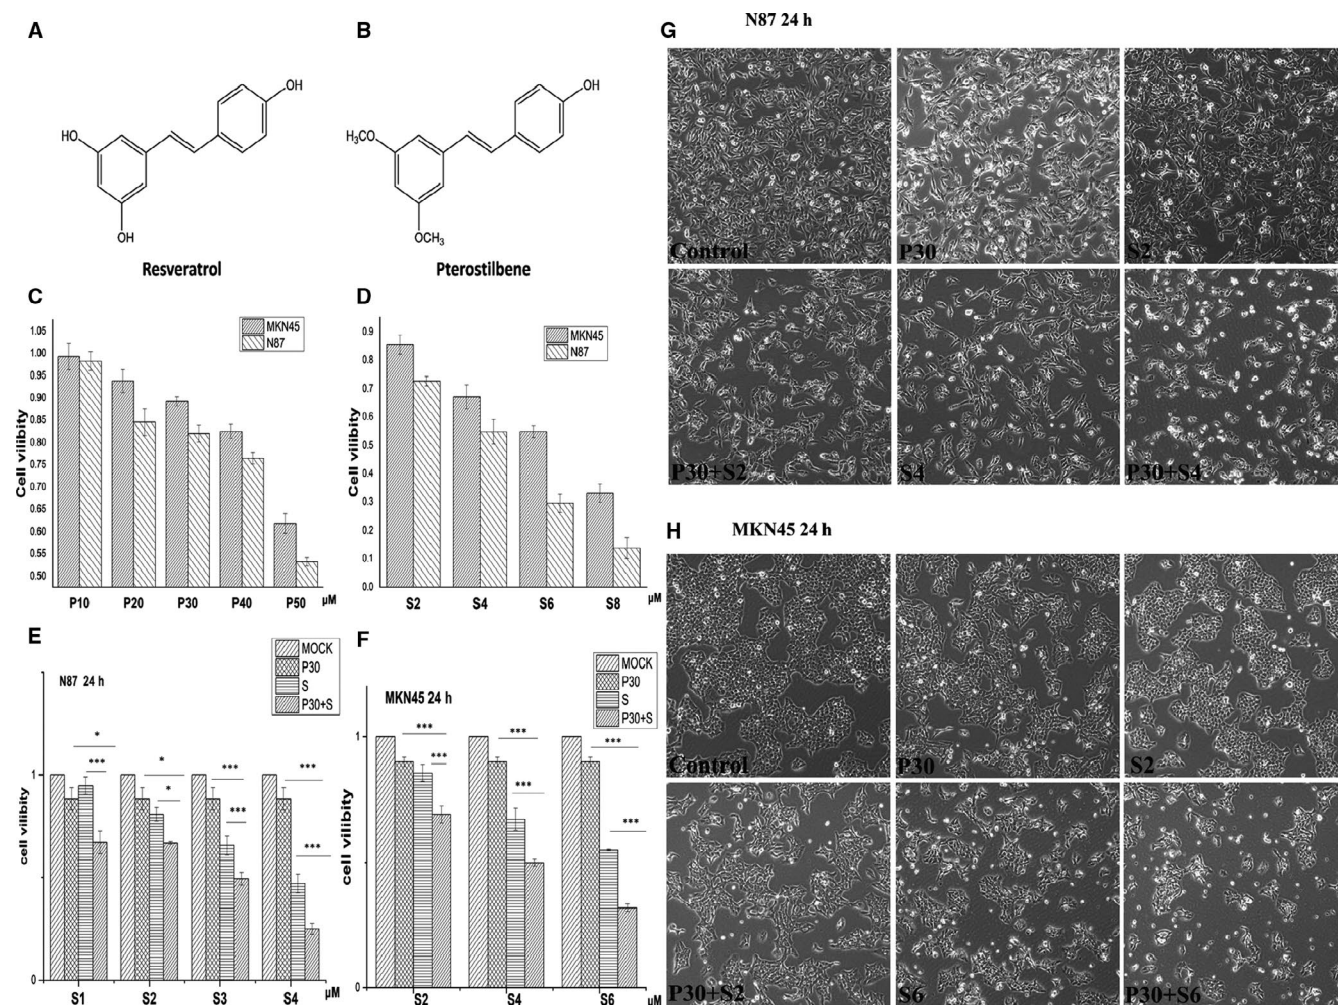 A
OH
HO
OH
Resveratrol
B
OH
H₃CO
OCH₃
Pterostilbene
C
Cell vilibity
1.05
1.00
0.95
0.90
0.85
0.80
0.75
0.70
0.65
0.60
0.55
0.50
MKN45
N87
P10 P20 P30 P40 P50 µM
D
Cell vilibity
0.9
0.8
0.7
0.6
0.5
0.4
0.3
0.2
0.1
0.0
MKN45
N87
S2 S4 S6 S8 µM
E
N87 24 h
MOCK
P30
S
P30+S
cell vilibity
1
0
* * *** ***
*** * *** ***
S1 S2 S3 S4 µM
F
MKN45 24 h
MOCK
P30
S
P30+S
cell vilibity
1
0
*** *** ***
*** *** ***
S2 S4 S6 µM
G
N87 24 h
Control P30 S2
P30+S2 S4 P30+S4
H
MKN45 24 h
Control P30 S2
P30+S2 S6 P30+S6